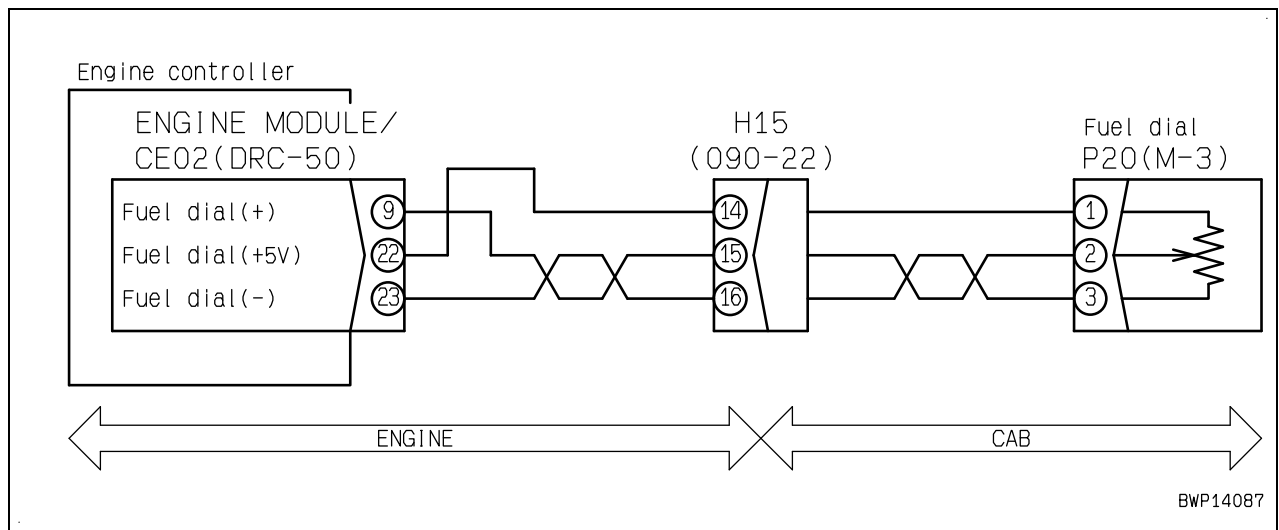 Engine controller
ENGINE MODULE/
CE02(DRC-50)
H15
(090-22)
Fuel dial
P20(M-3)
Fuel dial(+)
9
14
1
Fuel dial(+5V)
22
15
2
Fuel dial(-)
23
16
3
ENGINE
CAB
BWP14087